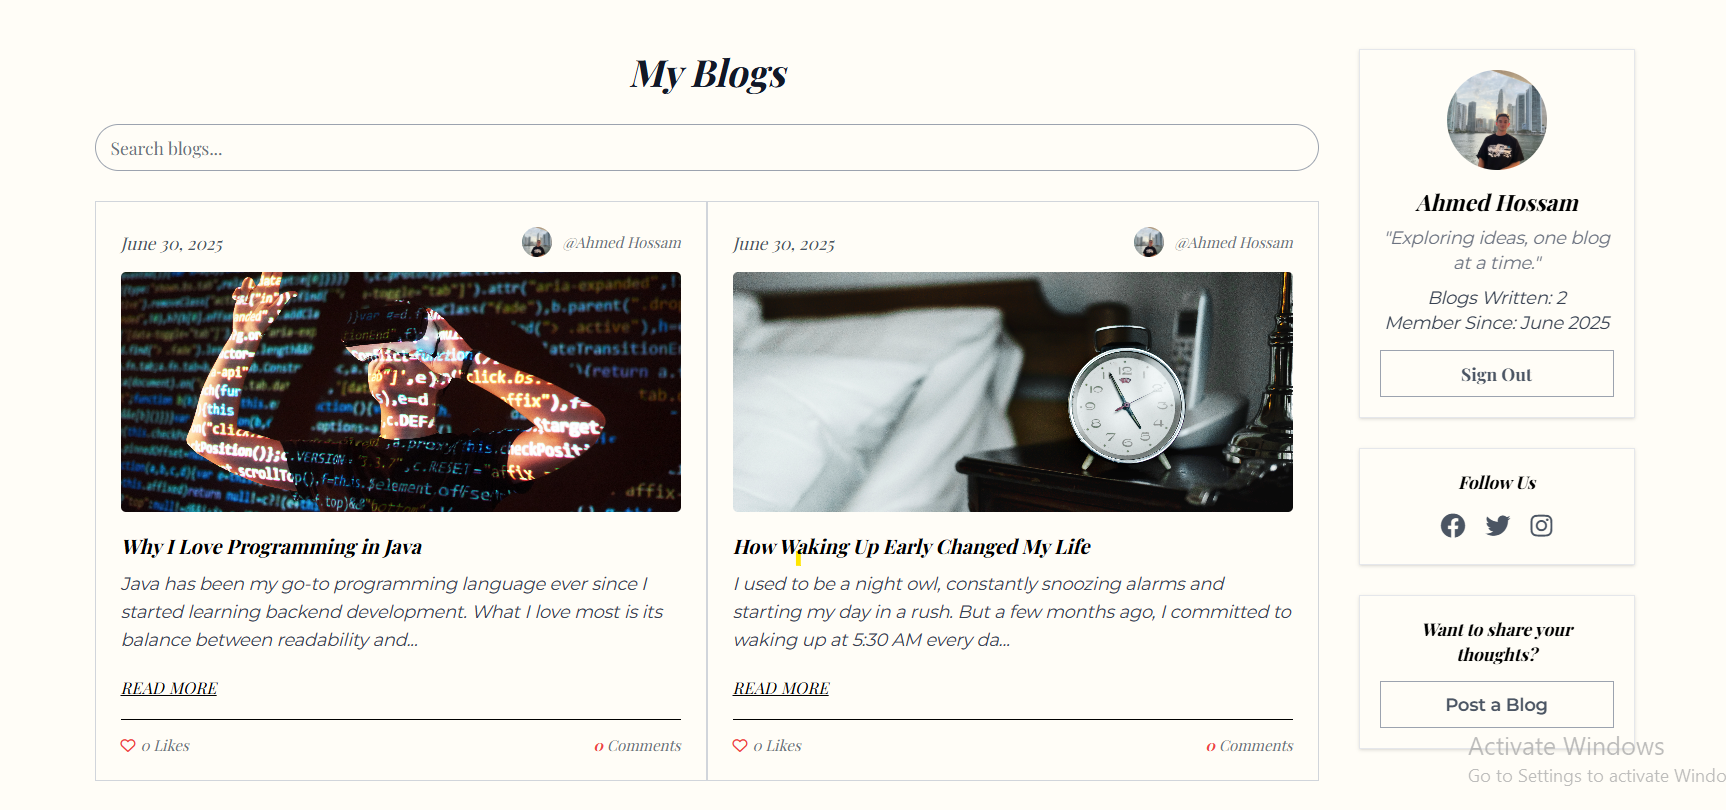 My Blogs
Search blogs...
June 30, 2025
@Ahmed Hossam
Why I Love Programming in Java
Java has been my go-to programming language ever since I
started learning backend development. What I love most is its
balance between readability and...
READ MORE
0 Likes
0 Comments
June 30, 2025
@Ahmed Hossam
How Waking Up Early Changed My Life
I used to be a night owl, constantly snoozing alarms and
starting my day in a rush. But a few months ago, I committed to
waking up at 5:30 AM every da...
READ MORE
0 Likes
0 Comments
Ahmed Hossam
"Exploring ideas, one blog
at a time."
Blogs Written: 2
Member Since: June 2025
Sign Out
Follow Us
Want to share your
thoughts?
Post a Blog
Activate Windows
Go to Settings to activate Windo